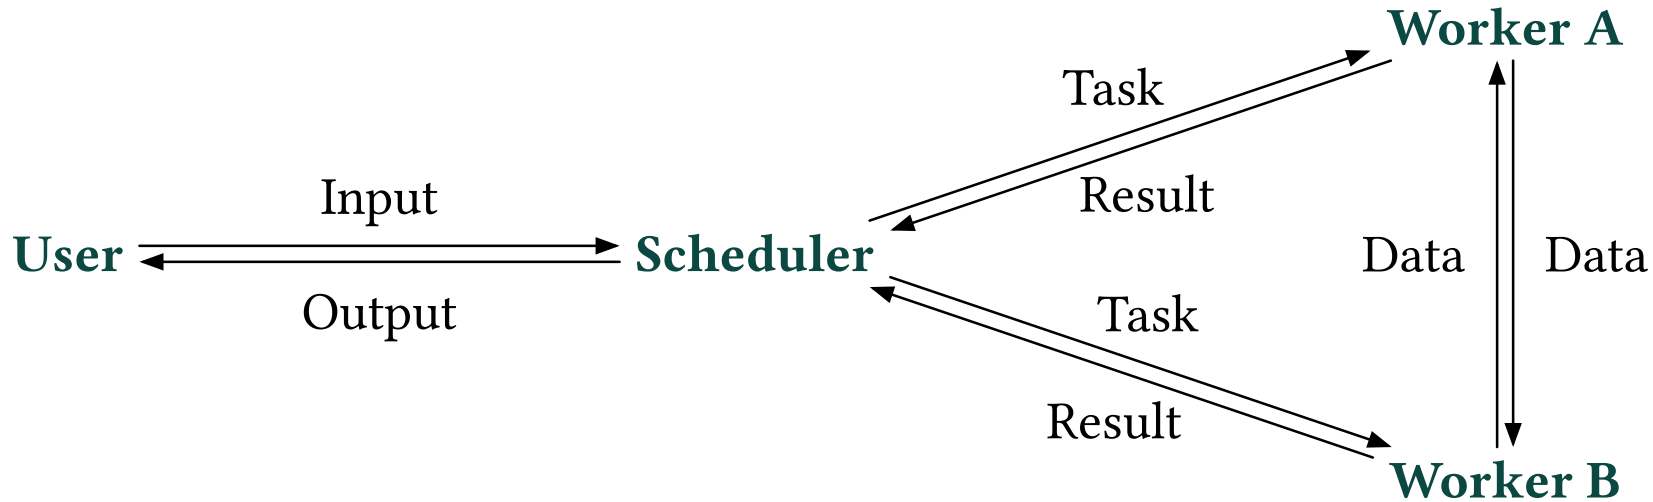 Worker A
Task
Input
Result
User
Scheduler
Data
Data
Output
Task
Result
Worker B